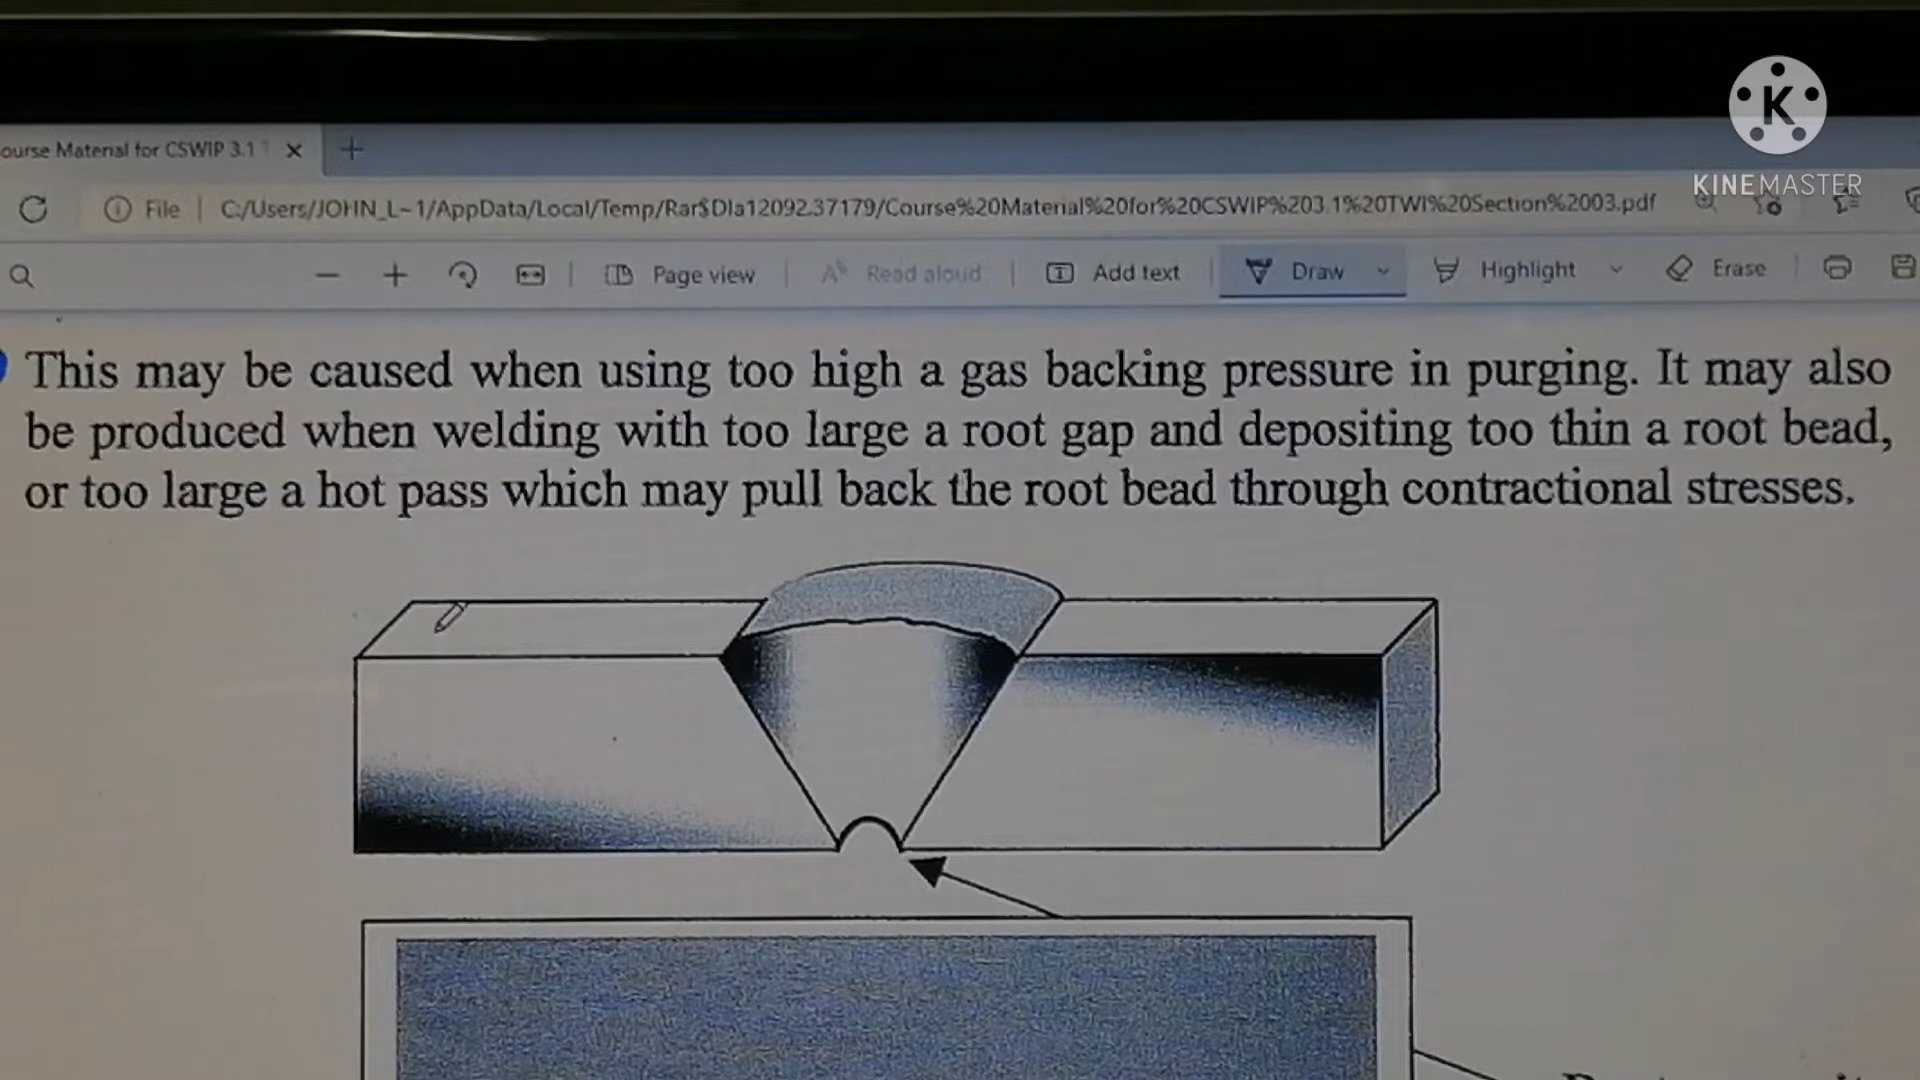 K
KINEMASTER
ourse Material for CSWIP 3.1
File C:/Users/JOHN_L~1/AppData/Local/Temp/Rar$DIa12092.37179/Course%20Material%20for%20CSWIP%203.1%20TWI%20Section%2003.pdf
Page view Read aloud Add text Draw Highlight Erase
This may be caused when using too high a gas backing pressure in purging. It may also
be produced when welding with too large a root gap and depositing too thin a root bead,
or too large a hot pass which may pull back the root bead through contractional stresses.